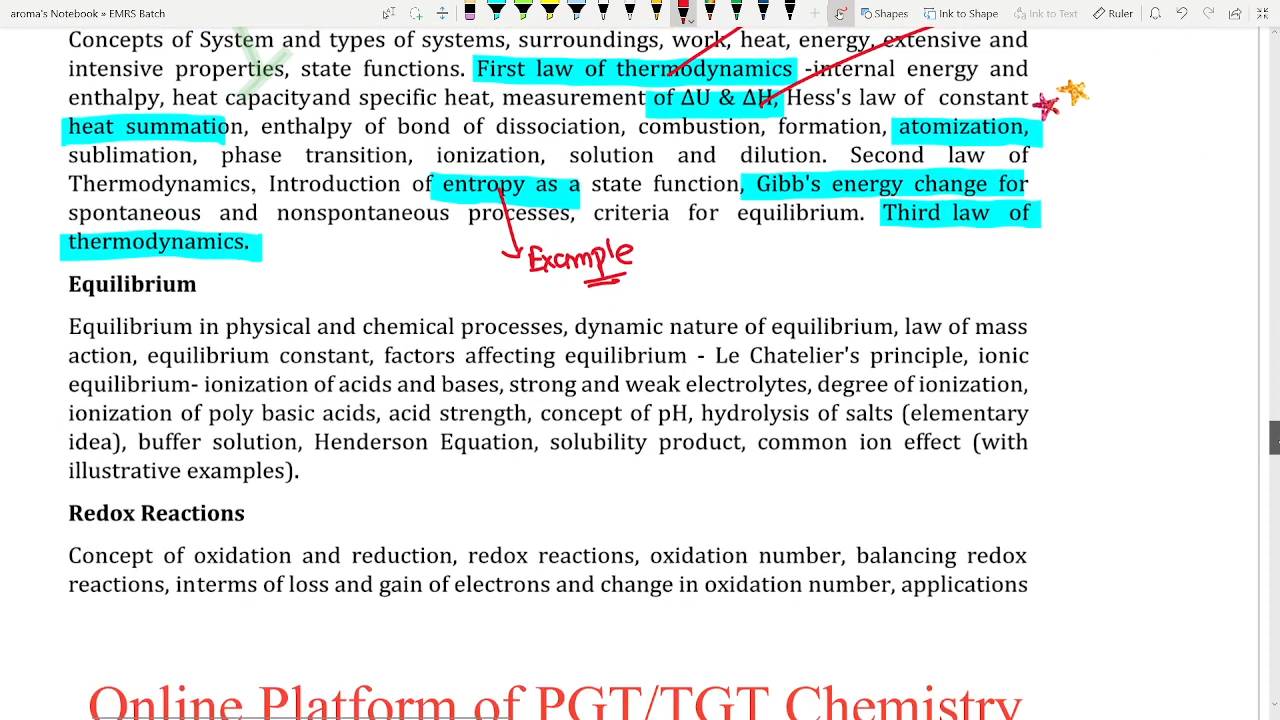 aroma's Notebook » EMRS Batch
Shapes Ink to Shape Ink to Text Ruler
Concepts of System and types of systems, surroundings, work, heat, energy, extensive and
intensive properties, state functions. First law of thermodynamics -internal energy and
enthalpy, heat capacityand specific heat, measurement of ΔU & ΔH, Hess's law of constant
heat summation, enthalpy of bond of dissociation, combustion, formation, atomization,
sublimation, phase transition, ionization, solution and dilution. Second law of
Thermodynamics, Introduction of entropy as a state function, Gibb's energy change for
spontaneous and nonspontaneous processes, criteria for equilibrium. Third law of
thermodynamics.
Example
Equilibrium
Equilibrium in physical and chemical processes, dynamic nature of equilibrium, law of mass
action, equilibrium constant, factors affecting equilibrium - Le Chatelier's principle, ionic
equilibrium- ionization of acids and bases, strong and weak electrolytes, degree of ionization,
ionization of poly basic acids, acid strength, concept of pH, hydrolysis of salts (elementary
idea), buffer solution, Henderson Equation, solubility product, common ion effect (with
illustrative examples).
Redox Reactions
Concept of oxidation and reduction, redox reactions, oxidation number, balancing redox
reactions, interms of loss and gain of electrons and change in oxidation number, applications
Online Platform of PGT/TGT Chemistry